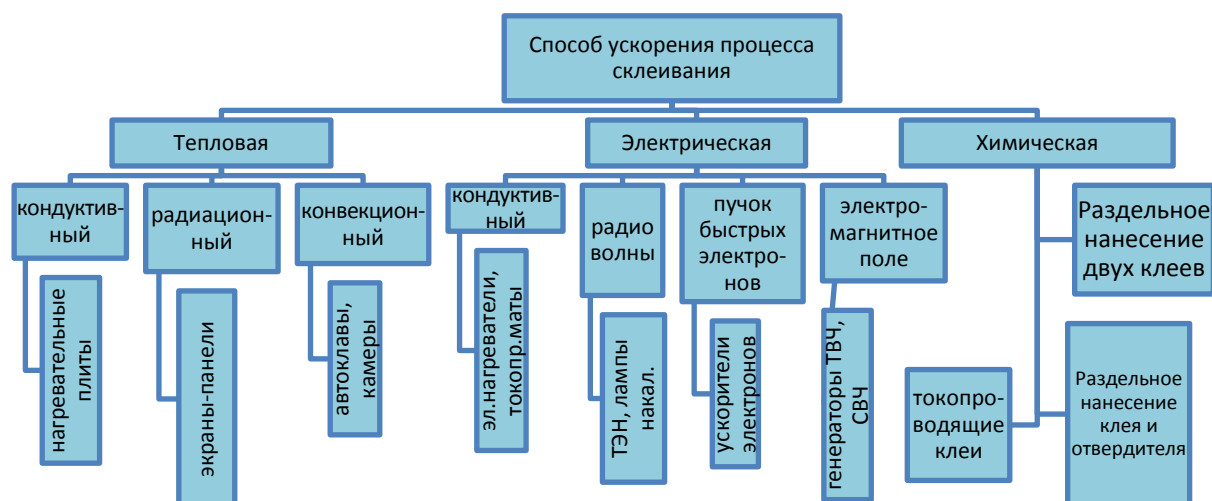 Способ ускорения процесса
склеивания
Тепловая
Электрическая
Химическая
кондуктив-
ный
радиацион-
ный
конвекцион-
ный
кондуктив-
ный
радио
волны
пучок
быстрых
электро-
нов
электро-
магнитное
поле
Раздельное
нанесение
двух клеев
нагревательные
плиты
экраны-панели
автоклавы,
камеры
эл.нагреватели,
токопр.маты
ТЭН, лампы
накал.
ускорители
электронов
генераторы ТВЧ,
СВЧ
токопро-
водящие
клеи
Раздельное
нанесение
клея и
отвердителя